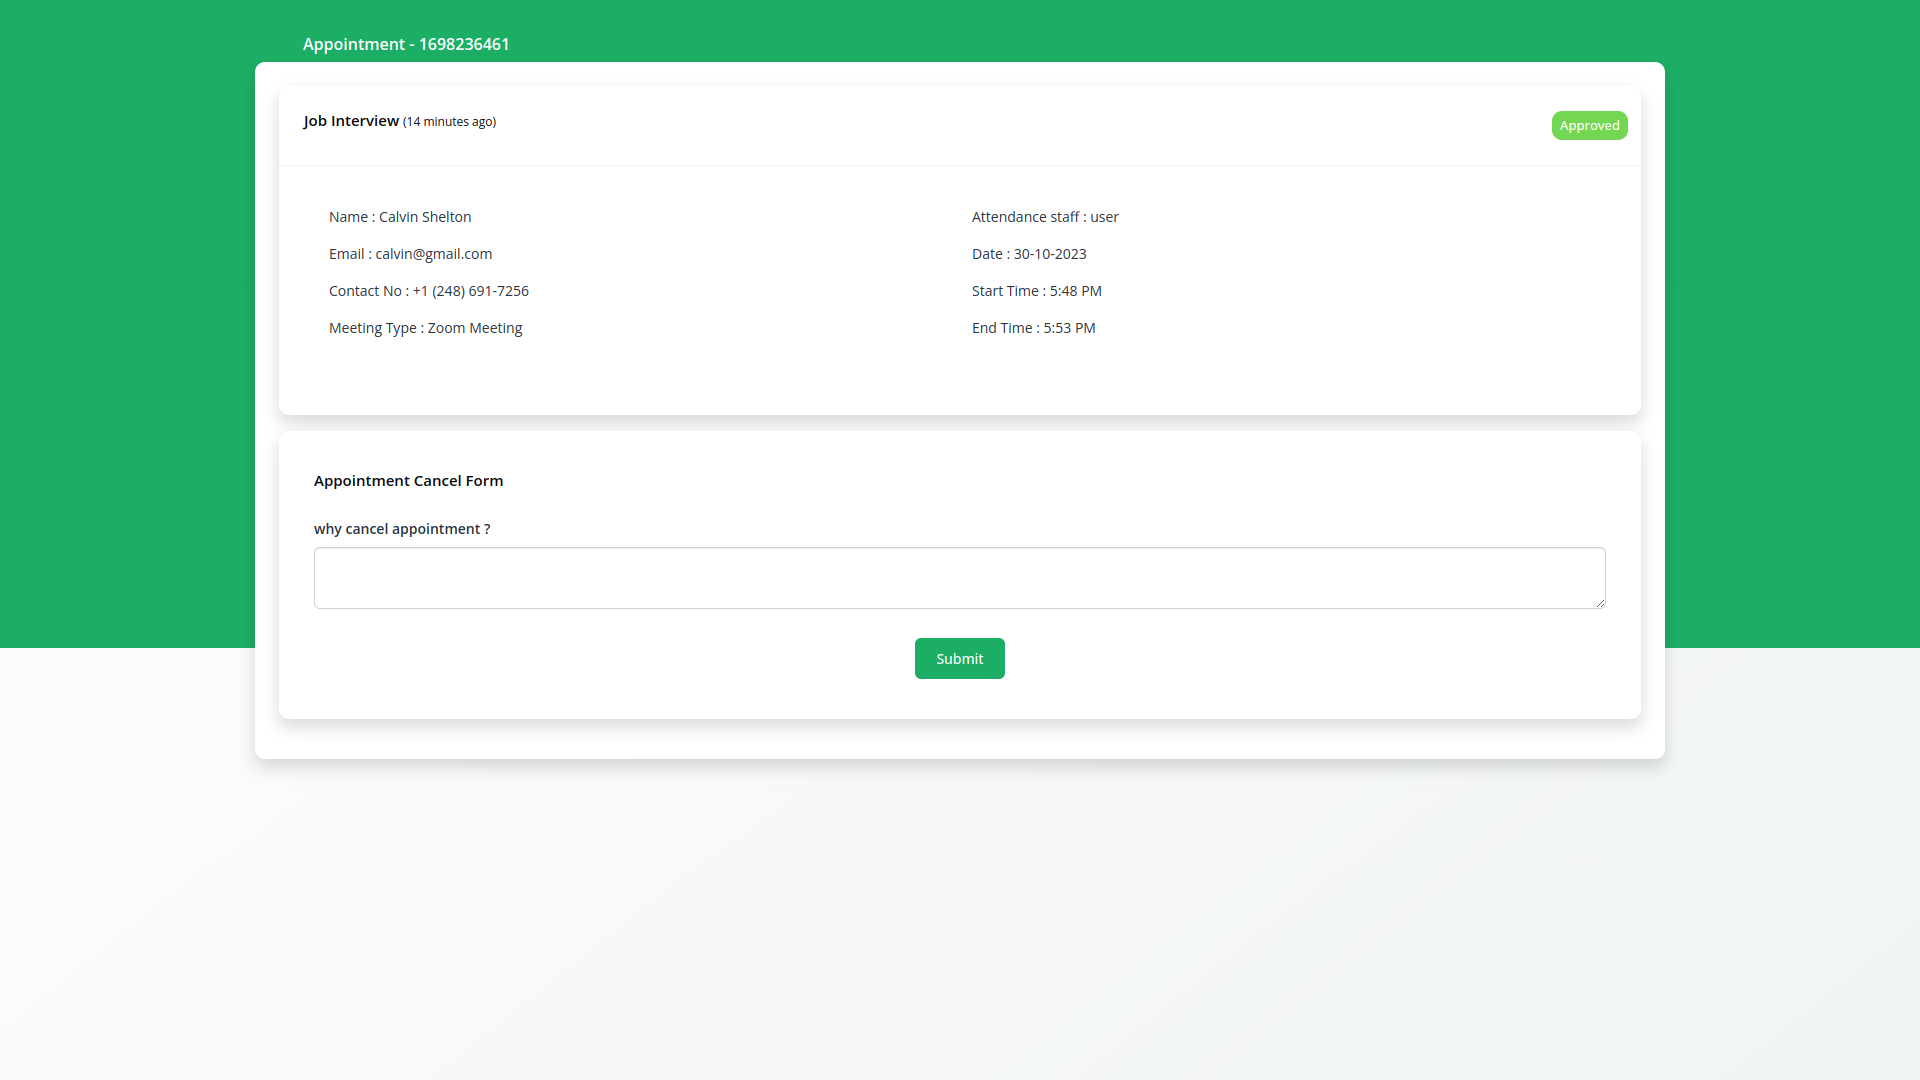 Appointment - 1698236461
Job Interview (14 minutes ago)
Approved
Name : Calvin Shelton
Email : calvin@gmail.com
Contact No : +1 (248) 691-7256
Meeting Type : Zoom Meeting
Attendance staff : user
Date : 30-10-2023
Start Time : 5:48 PM
End Time : 5:53 PM
Appointment Cancel Form
why cancel appointment ?
Submit